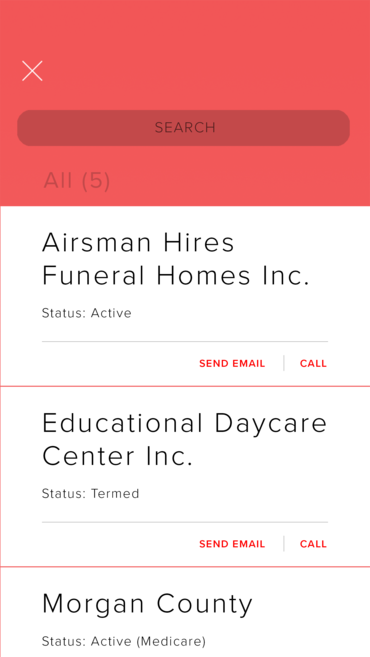 SEARCH
All (5)
Airsman Hires
Funeral Homes Inc.
Status: Active
SEND EMAIL
CALL
Educational Daycare
Center Inc.
Status: Termed
SEND EMAIL
CALL
Morgan County
Status: Active (Medicare)